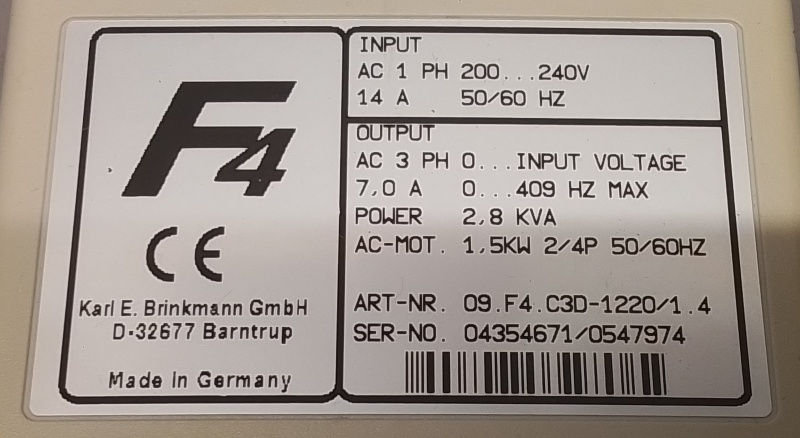 F4
CE
Karl E. Brinkmann GmbH
D-32677 Barntrup
Made in Germany
INPUT
AC 1 PH 200...240V
14 A 50/60 HZ
OUTPUT
AC 3 PH 0...INPUT VOLTAGE
7,0 A 0...409 HZ MAX
POWER 2,8 KVA
AC-MOT. 1,5KW 2/4P 50/60HZ
ART-NR. 09.F4.C3D-1220/1.4
SER-NO. 04354671/0547974